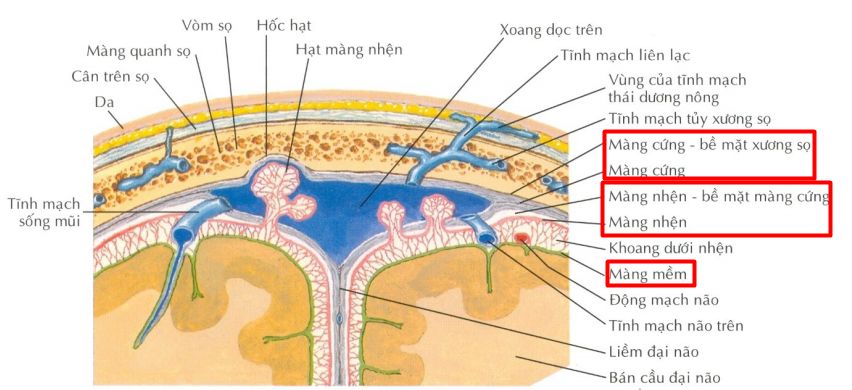 Vòm sọ
Hốc hạt
Xoang dọc trên
Màng quanh sọ
Hạt màng nhện
Tĩnh mạch liên lạc
Cân trên sọ
Vùng của tĩnh mạch
thái dương nông
Da
Tĩnh mạch tủy xương sọ
Màng cứng - bề mặt xương sọ
Màng cứng
Màng nhện - bề mặt màng cứng
Tĩnh mạch
sống mũi
Màng nhện
Khoang dưới nhện
Màng mềm
Động mạch não
Tĩnh mạch não trên
Liềm đại não
Bán cầu đại não